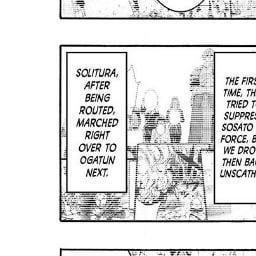 THE FIRS
TIME, TH
TRIED TO
SUPPRES
SOSATO
FORCE, B
WE DRO
THEN BA
UNSCATH
SOLITURA,
AFTER
BEING
ROUTED,
MARCHED
RIGHT
OVER TO
OGATUN
NEXT.